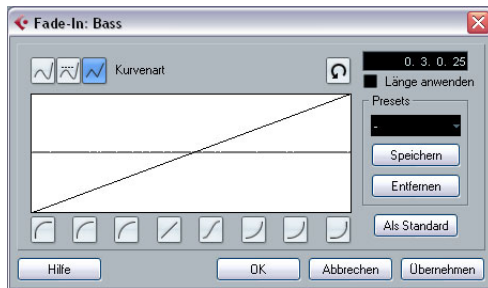 Fade-In: Bass
Kurvenart
0. 3. 0. 25
Länge anwenden
Presets
-
Speichern
Entfernen
Als Standard
Hilfe
OK
Abbrechen
Übernehmen